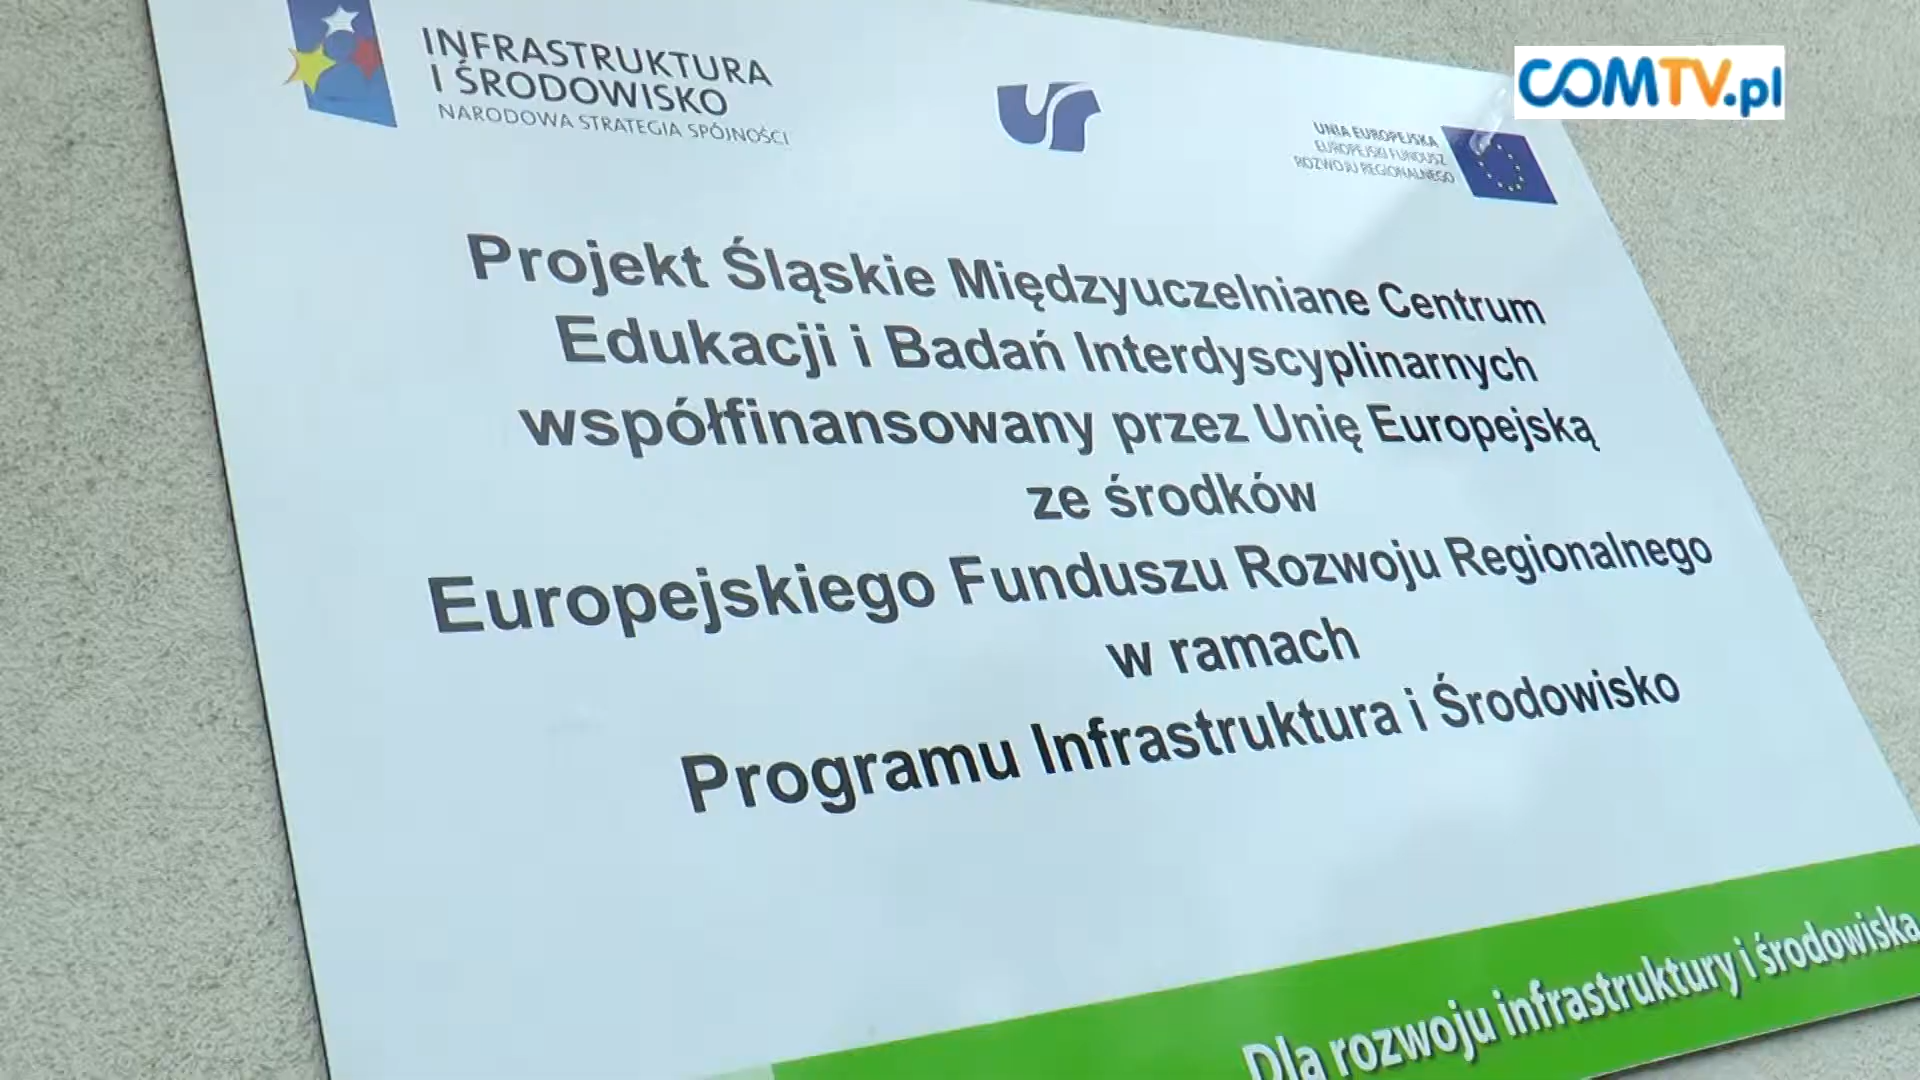 INFRASTRUKTURA
I ŚRODOWISKO
NARODOWA STRATEGIA SPÓJNOŚCI
COMTV.pl
UNIA EUROPEJSKA
EUROPEJSKI FUNDUSZ
ROZWOJU REGIONALNEGO
Projekt Śląskie Międzyuczelniane Centrum
Edukacji i Badań Interdyscyplinarnych
współfinansowany przez Unię Europejską
ze środków
Europejskiego Funduszu Rozwoju Regionalnego
w ramach
Programu Infrastruktura i Środowisko
Dla rozwoju infrastruktury i środowiska